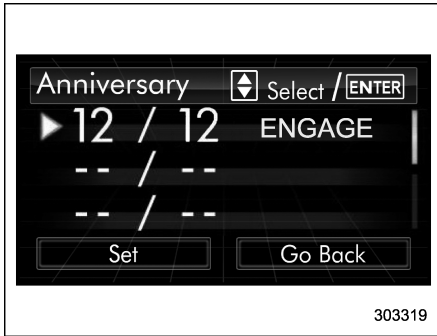 Anniversary Select / ENTER
12 / 12 ENGAGE
-- / --
-- / --
Set Go Back
303319